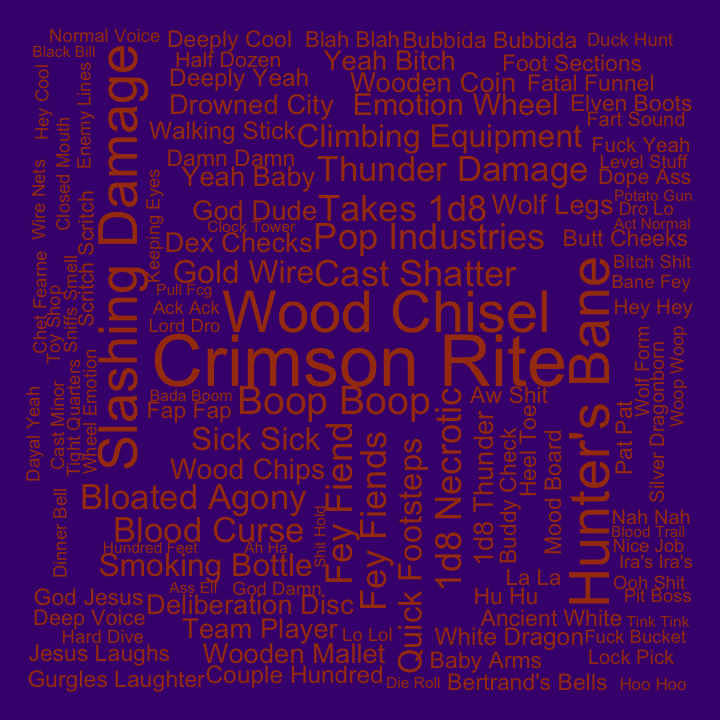 Normal Voice
Deeply Cool
Blah Blah
Bubbida Bubbida
Duck Hunt
Black Bill
Half Dozen
Yeah Bitch
Foot Sections
Deeply Yeah
Wooden Coin
Fatal Funnel
Hey Cool
Enemy Lines
Slashing Damage
Drowned City
Emotion Wheel
Elven Boots
Fart Sound
Walking Stick
Climbing Equipment
Fuck Yeah
Closed Mouth
Damn Damn
Thunder Damage
Level Stuff
Yeah Baby
Dope Ass
Wire Nets
Keeping Eyes
God Dude
Takes 1d8
Wolf Legs
Potato Gun
Dro Lo
Clock Tower
Act Normal
Scritch Scritch
Dex Checks
Pop Industries
Butt Cheeks
Chet Fearne
Sniffs Smell
Gold Wire
Cast Shatter
Bitch Shit
Bane Fey
Toy Shop
Pull Fcg
Ack Ack
Wood Chisel
Hunter's Bane
Hey Hey
Lord Dro
Crimson Rite
Wolf Form
Woop Woop
Dayal Yeah
Cast Minor
Tight Quarters
Wheel Emotion
Silver Dragonborn
Bada Boom
Fap Fap
Boop Boop
Aw Shit
Pat Pat
Sick Sick
Fey Fiend
Fey Fiends
Quick Footsteps
1d8 Necrotic
1d8 Thunder
Buddy Check
Heel Toe
Mood Board
Wood Chips
Bloated Agony
Dinner Bell
Blood Curse
Shit Hold
Nah Nah
Blood Trail
Hundred Feet
Ah Ha
Nice Job
Smoking Bottle
Ira's Ira's
La La
Ooh Shit
Ass Elf
God Damn
God Jesus
Deliberation Disc
Hu Hu
Pit Boss
Deep Voice
Ancient White
Tink Tink
Hard Dive
Team Player
Lo Lol
White Dragon
Fuck Bucket
Jesus Laughs
Wooden Mallet
Baby Arms
Lock Pick
Gurgles Laughter
Couple Hundred
Die Roll
Bertrand's Bells
Hoo Hoo